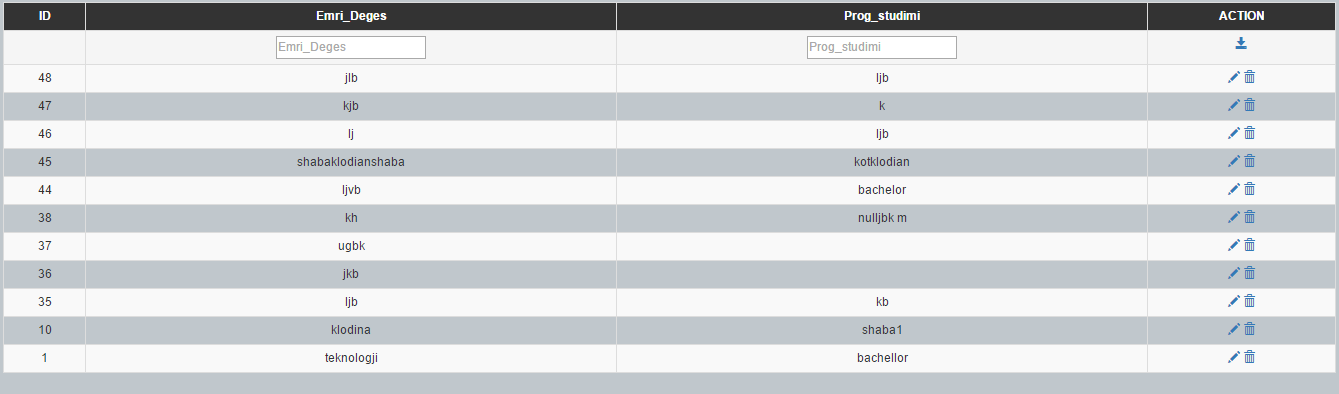 ID Emri_Deges Prog_studimi ACTION
Emri_Deges Prog_studimi
48 jlb ljb
47 kjb k
46 lj ljb
45 shabaklodianshaba kotklodian
44 ljvb bachelor
38 kh nulljbk m
37 ugbk
36 jkb
35 ljb kb
10 klodina shaba1
1 teknologji bachellor